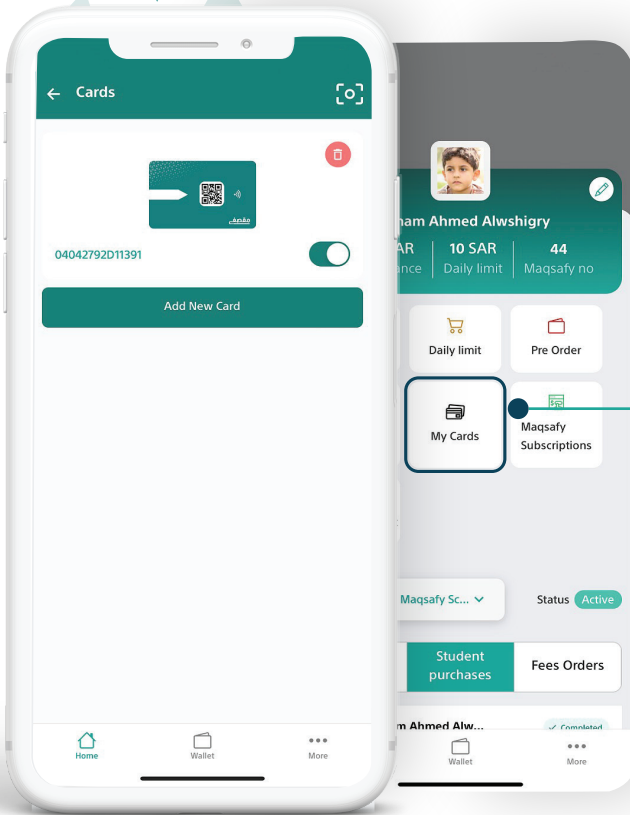 Cards
مقصفي
04042792D11391
Add New Card
Home
Wallet
More
ham Ahmed Alwshigry
AR
10 SAR
44
nce
Daily limit
Maqsafy no
Daily limit
Pre Order
My Cards
Maqsafy
Subscriptions
Maqsafy Sc...
Status
Active
Student
purchases
Fees Orders
m Ahmed Alw...
Completed
Wallet
More